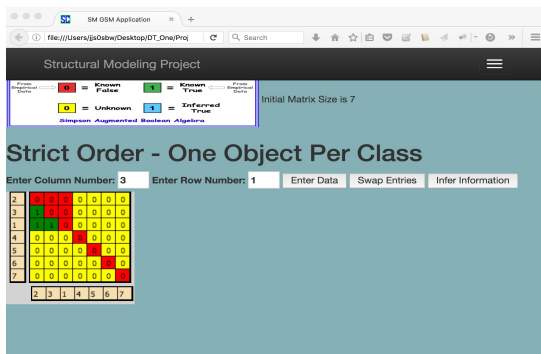 SM GSM Application × +
file:///Users/jjs0sbw/Desktop/DT_One/Proj Search
Structural Modeling Project
From Empirical Data 0 = Known False 1 = Known True From Empirical Data
0 = Unknown 1 = Inferred True
Simpson Augmented Boolean Algebra
Initial Matrix Size is 7
Strict Order - One Object Per Class
Enter Column Number: 3 Enter Row Number: 1 Enter Data Swap Entries Infer Information
2 0 0 0 0 0 0 0
3 1 0 0 0 0 0 0
1 1 1 0 0 0 0 0
4 0 0 0 0 0 0 0
5 0 0 0 0 0 0 0
6 0 0 0 0 0 0 0
7 0 0 0 0 0 0 0
2 3 1 4 5 6 7